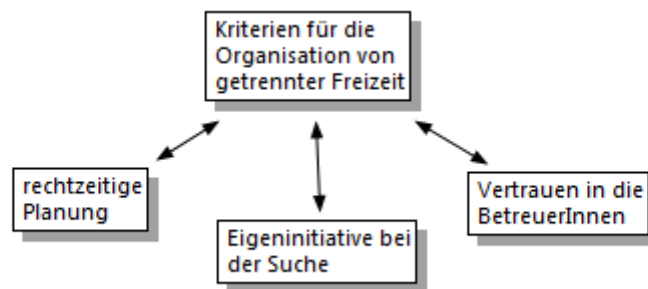 Kriterien für die
Organisation von
getrennter Freizeit
rechtzeitige
Planung
Eigeninitiative bei
der Suche
Vertrauen in die
BetreuerInnen